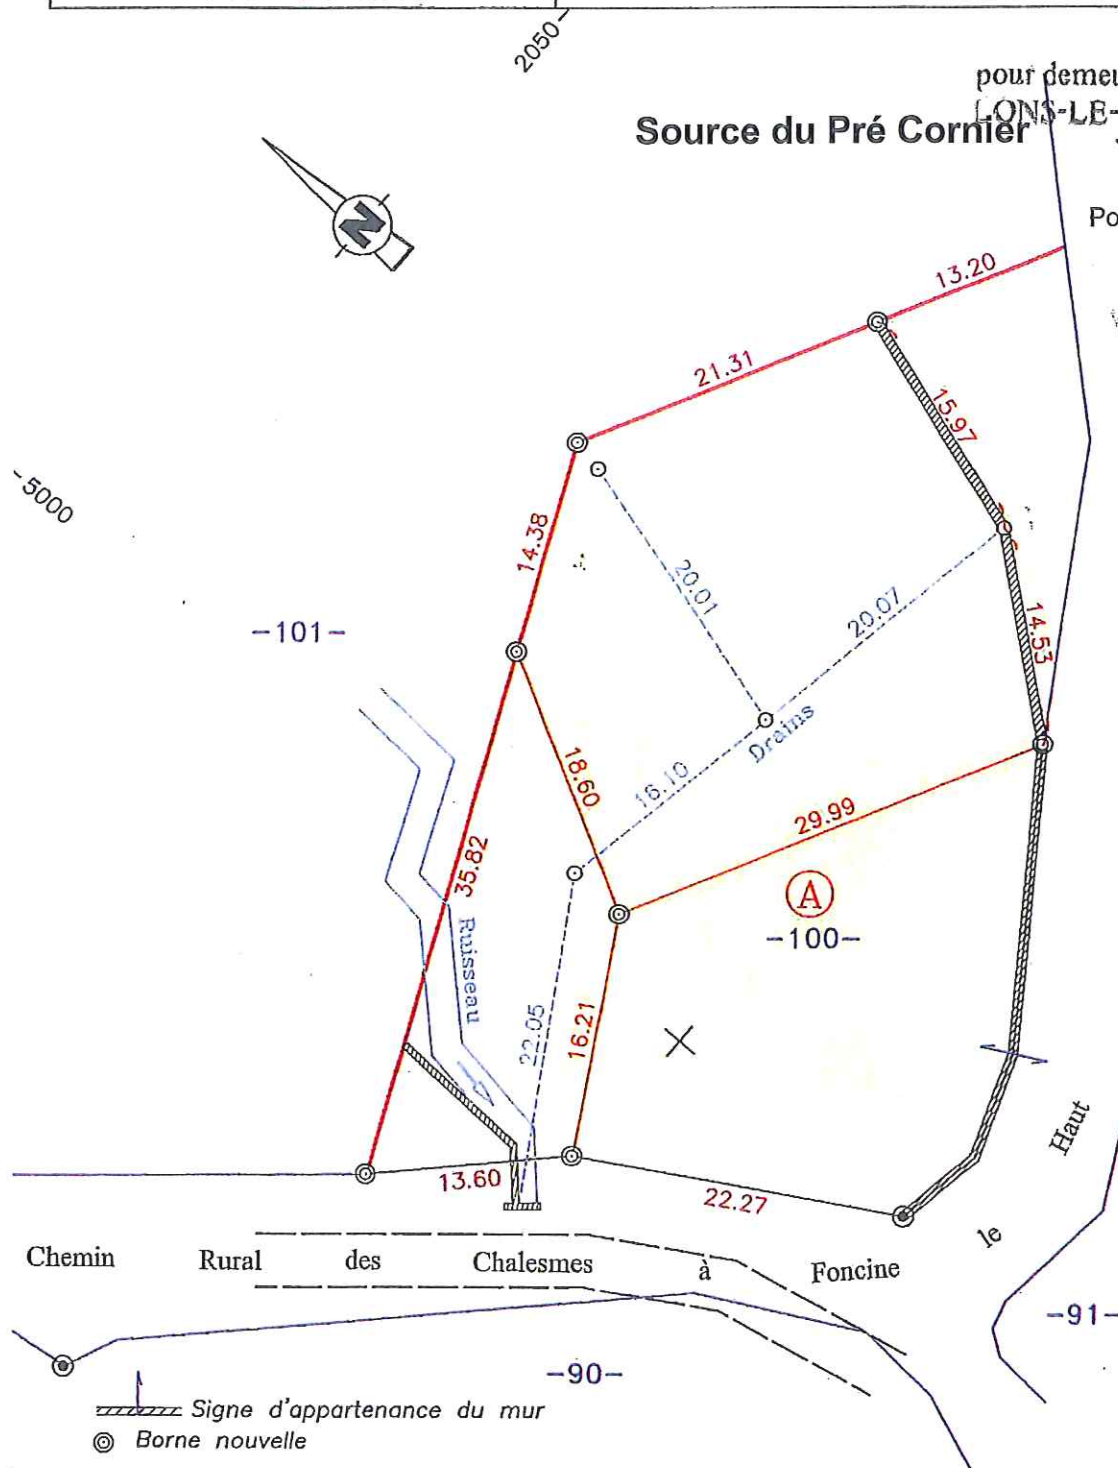 2050
pour demeu
LONS-LE-
Source du Pré Cornier
N
Po
13.20
21.31
15.97
-5000
14.38
20.01
20.07
-101-
14.53
Drains
18.60
16.10
29.99
35.82
A
-100-
Ruisseau
22.05
16.21
Haut
13.60
22.27
le
Chemin Rural des Chalesmes à Foncine
-91-
-90-
Signe d'appartenance du mur
Borne nouvelle